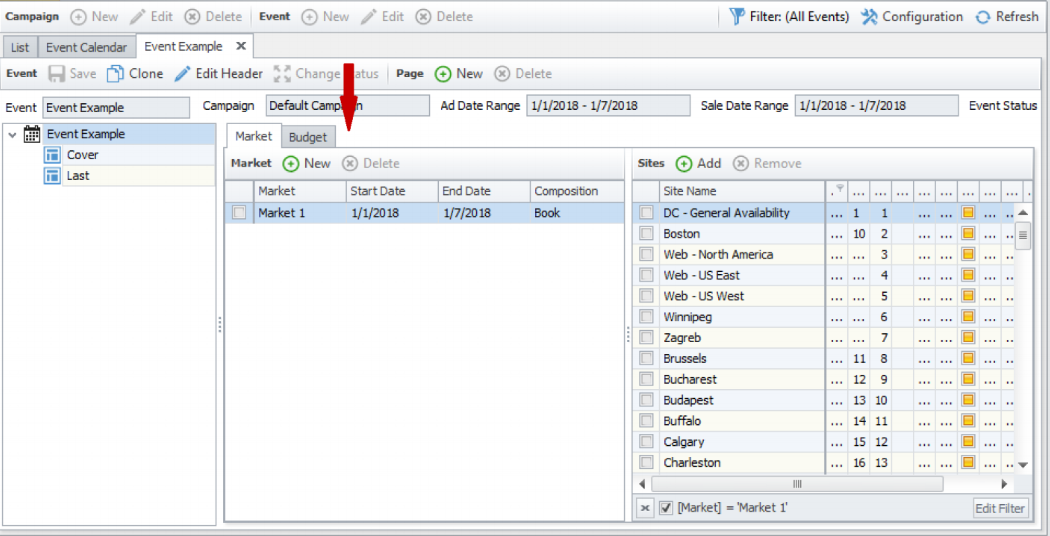 Campaign New Edit Delete Event New Edit Delete Filter: (All Events) Configuration Refresh
List Event Calendar Event Example X
Event Save Clone Edit Header Change Status Page New Delete
Event Event Example Campaign Default Campaign Ad Date Range 1/1/2018 - 1/7/2018 Sale Date Range 1/1/2018 - 1/7/2018 Event Status
Event Example
Cover
Last
Market Budget
Market New Delete
Market Start Date End Date Composition
Market 1 1/1/2018 1/7/2018 Book
Sites Add Remove
Site Name . ... ... ... ... ... ... ... ... .
DC - General Availability ... 1 1 ... ... ... ..
Boston ... 10 2 ... ... ... ..
Web - North America ... ... 3 ... ... ... ..
Web - US East ... ... 4 ... ... ... ..
Web - US West ... ... 5 ... ... ... ..
Winnipeg ... ... 6 ... ... ... ..
Zagreb ... ... 7 ... ... ... ..
Brussels ... 11 8 ... ... ... ..
Bucharest ... 12 9 ... ... ... ..
Budapest ... 13 10 ... ... ... ..
Buffalo ... 14 11 ... ... ... ..
Calgary ... 15 12 ... ... ... ..
Charleston ... 16 13 ... ... ... ..
[Market] = 'Market 1' Edit Filter